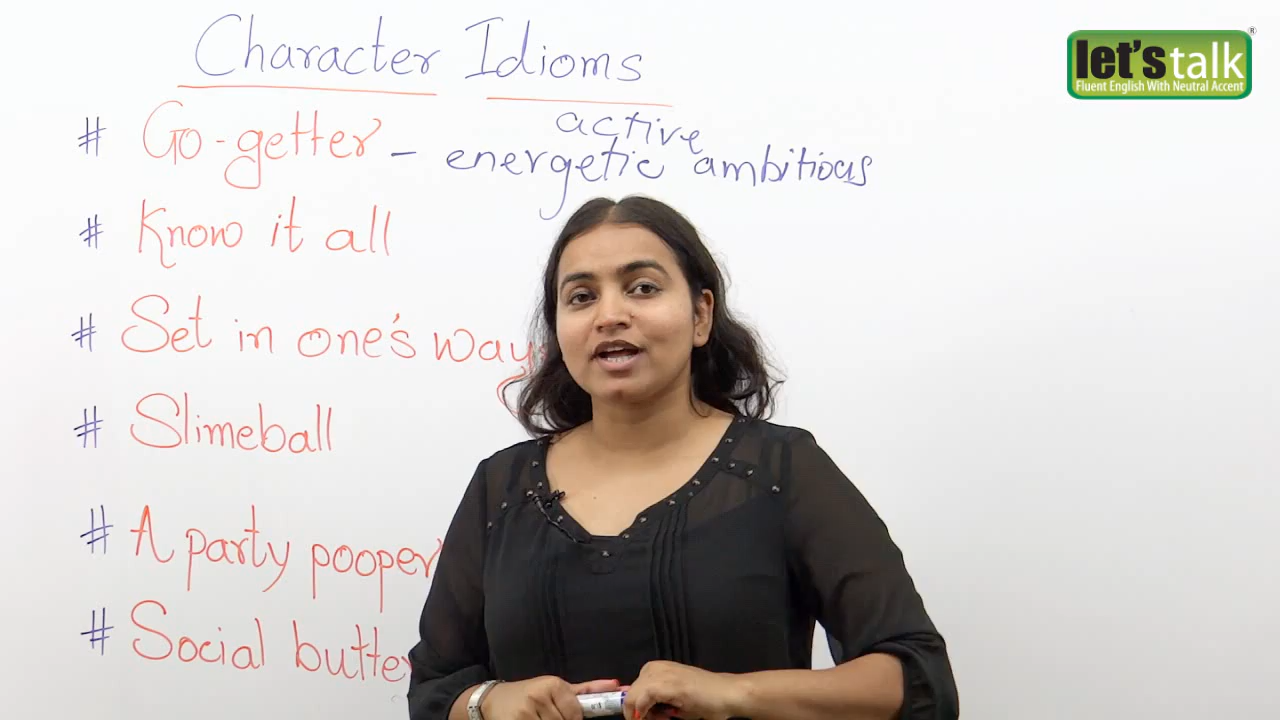 Character Idioms
# Go-getter - energetic active ambitious
# Know it all
# Set in one's way
# Slimeball
# A party pooper
# Social butte
let's talk ®
Fluent English With Neutral Accent